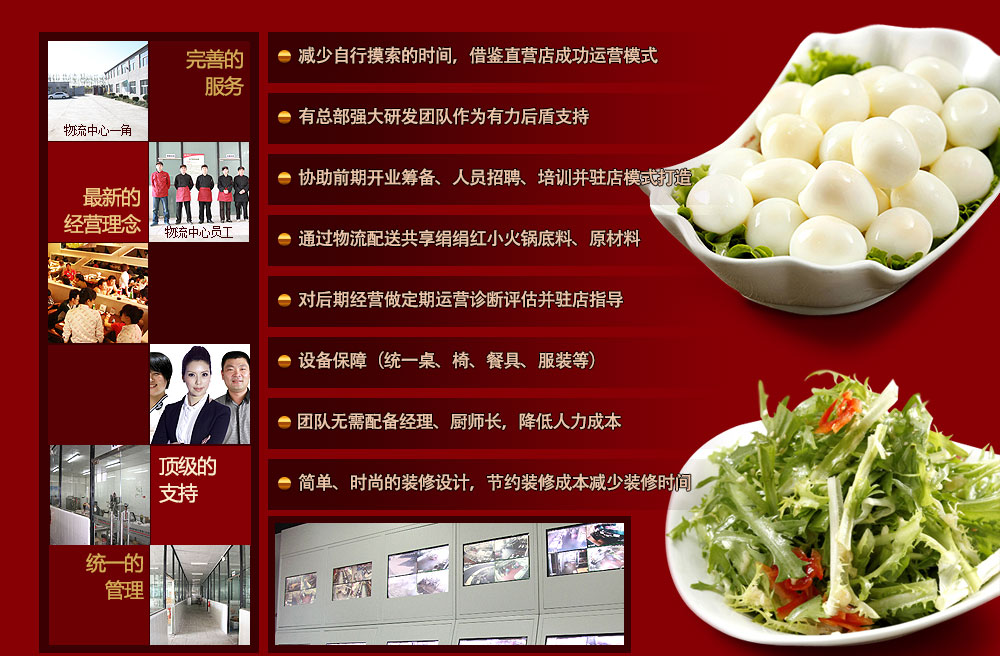 完善的
服务
物流中心一角
最新的
经营理念
物流中心员工
顶级的
支持
统一的
管理
减少自行摸索的时间，借鉴直营店成功运营模式
有总部强大研发团队作为有力后盾支持
协助前期开业筹备、人员招聘、培训并驻店模式打造
通过物流配送共享绢绢红小火锅底料、原材料
对后期经营做定期运营诊断评估并驻店指导
设备保障（统一桌、椅、餐具、服装等）
团队无需配备经理、厨师长，降低人力成本
简单、时尚的装修设计，节约装修成本减少装修时间